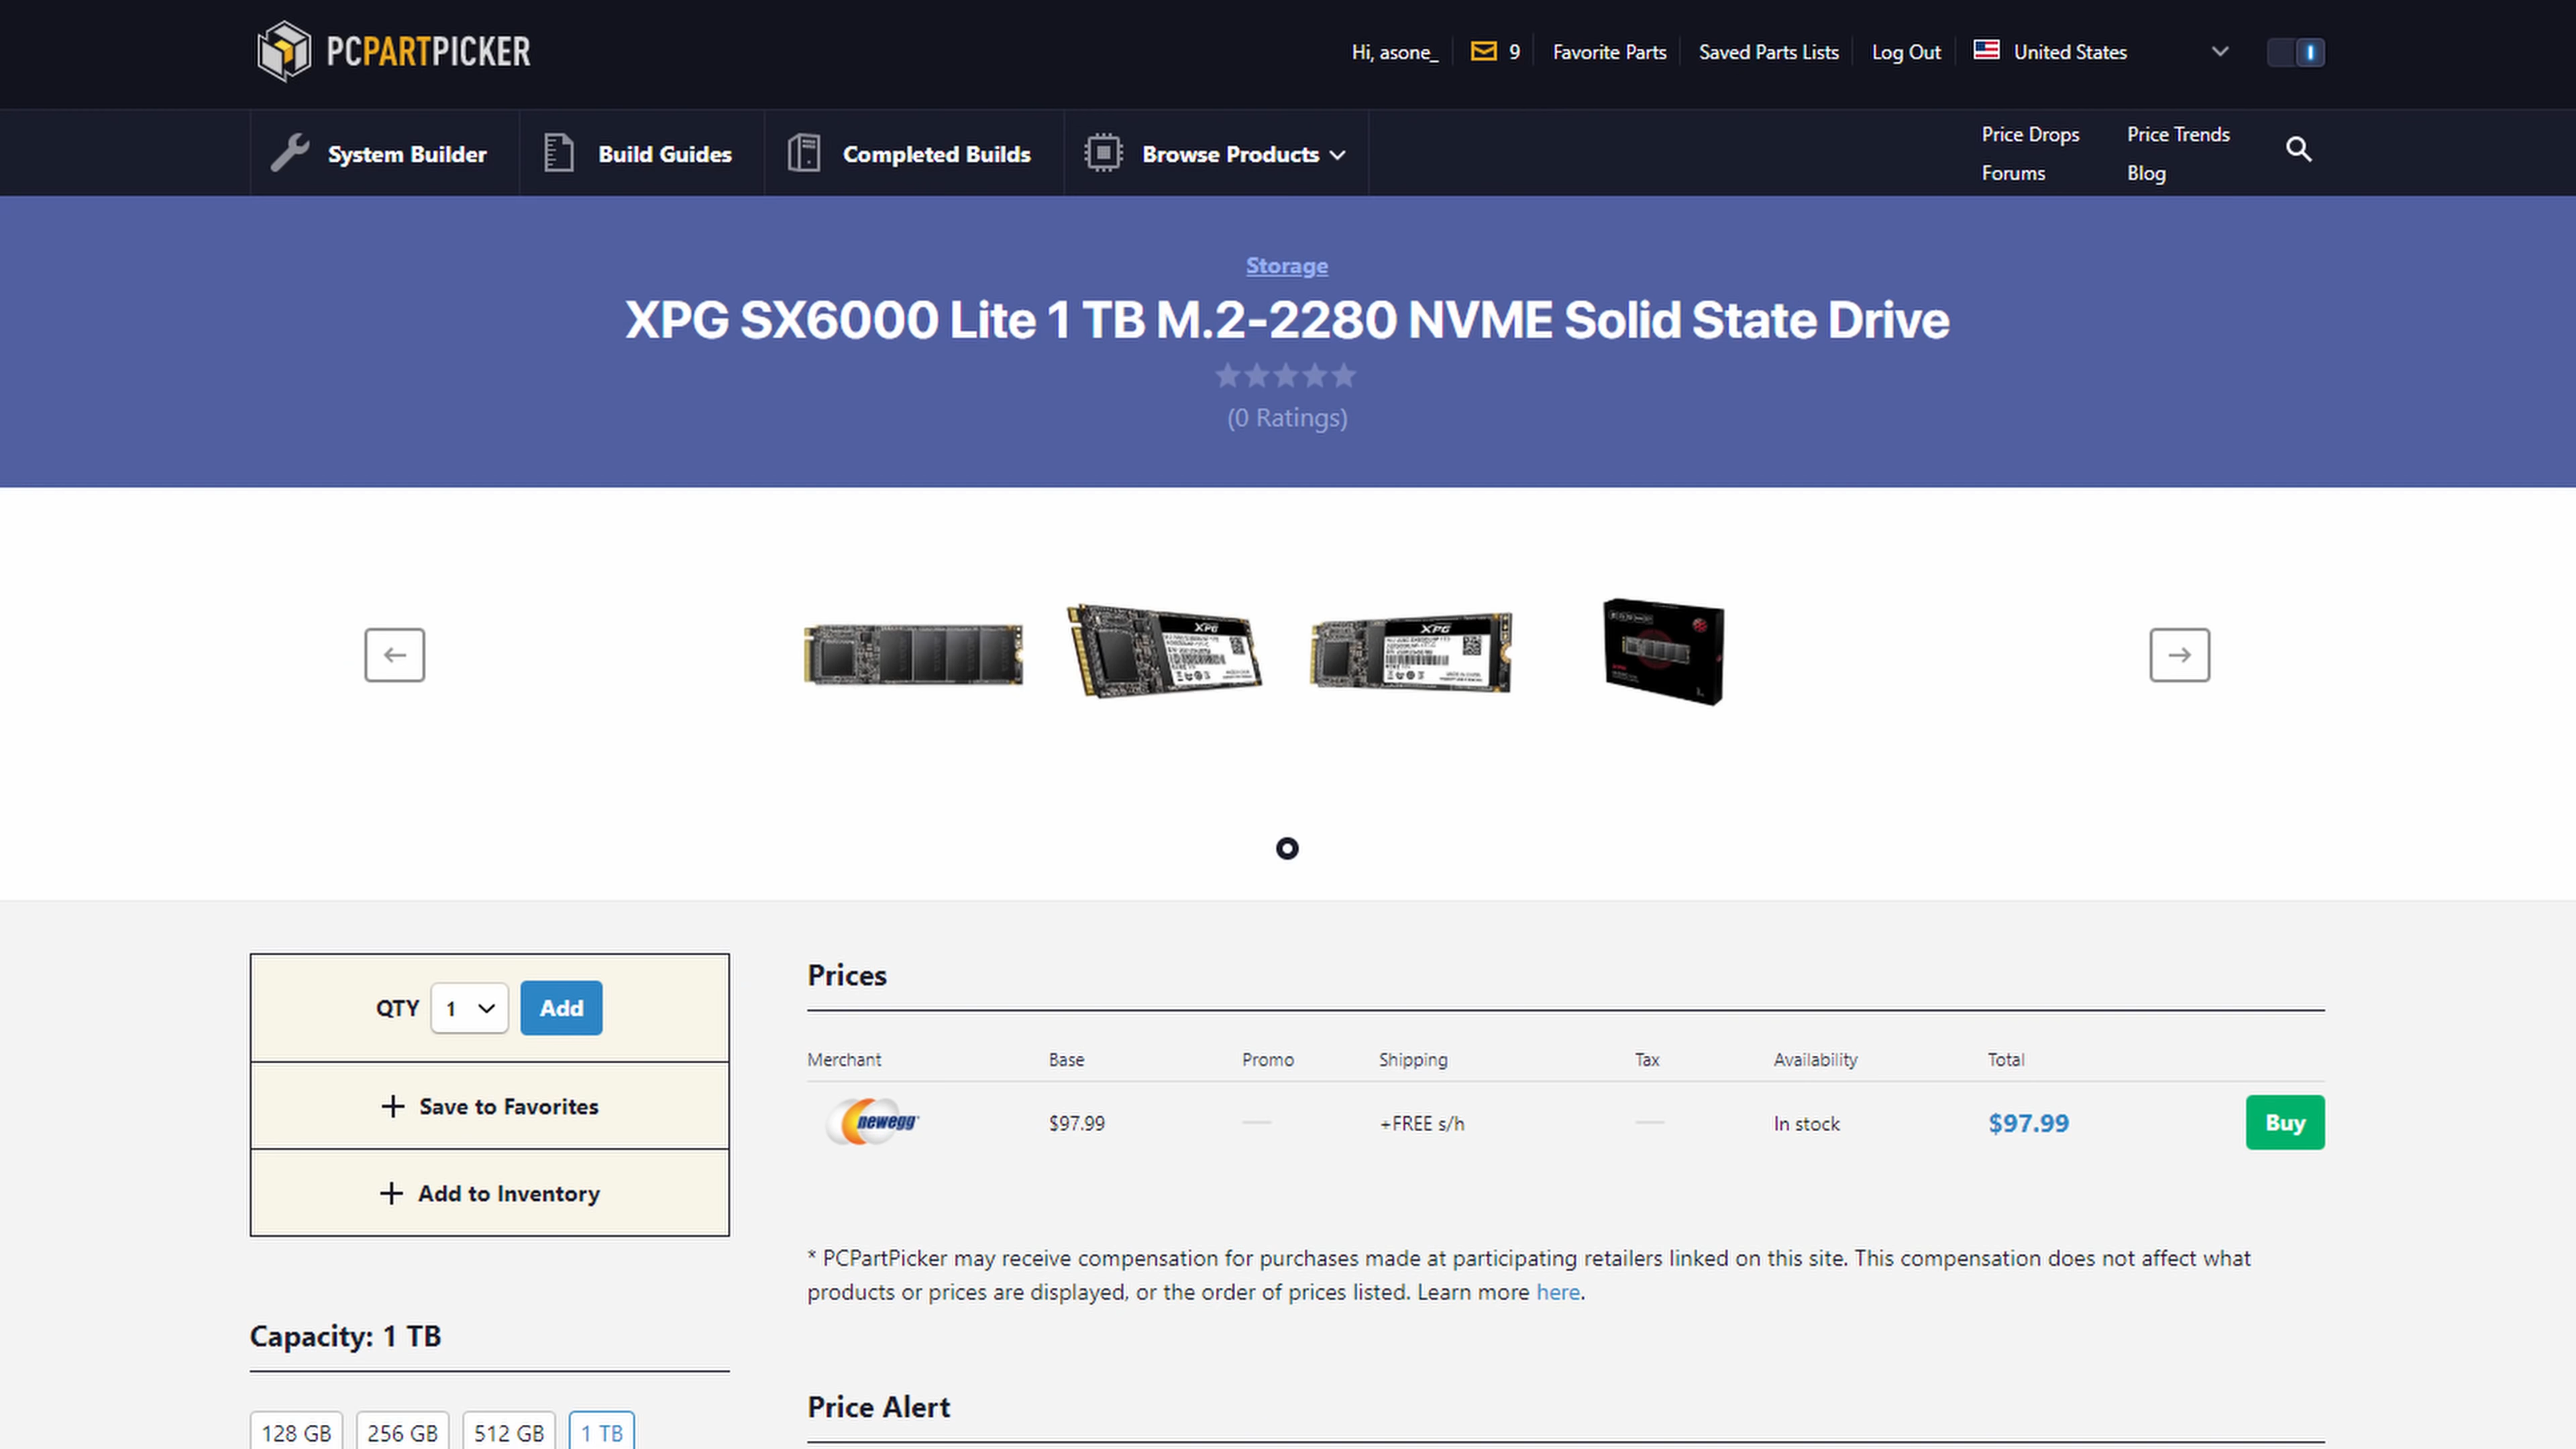 PCPARTPICKER
Hi, asone_ 9 Favorite Parts Saved Parts Lists Log Out United States
System Builder Build Guides Completed Builds Browse Products
Price Drops Price Trends
Forums Blog
Storage
XPG SX6000 Lite 1 TB M.2-2280 NVME Solid State Drive
(0 Ratings)
XPG XPG
QTY 1 Add
Save to Favorites
Add to Inventory
Capacity: 1 TB
128 GB 256 GB 512 GB 1 TB
Prices
Merchant Base Promo Shipping Tax Availability Total
newegg $97.99 — +FREE s/h — In stock $97.99 Buy
* PCPartPicker may receive compensation for purchases made at participating retailers linked on this site. This compensation does not affect what
products or prices are displayed, or the order of prices listed. Learn more here.
Price Alert